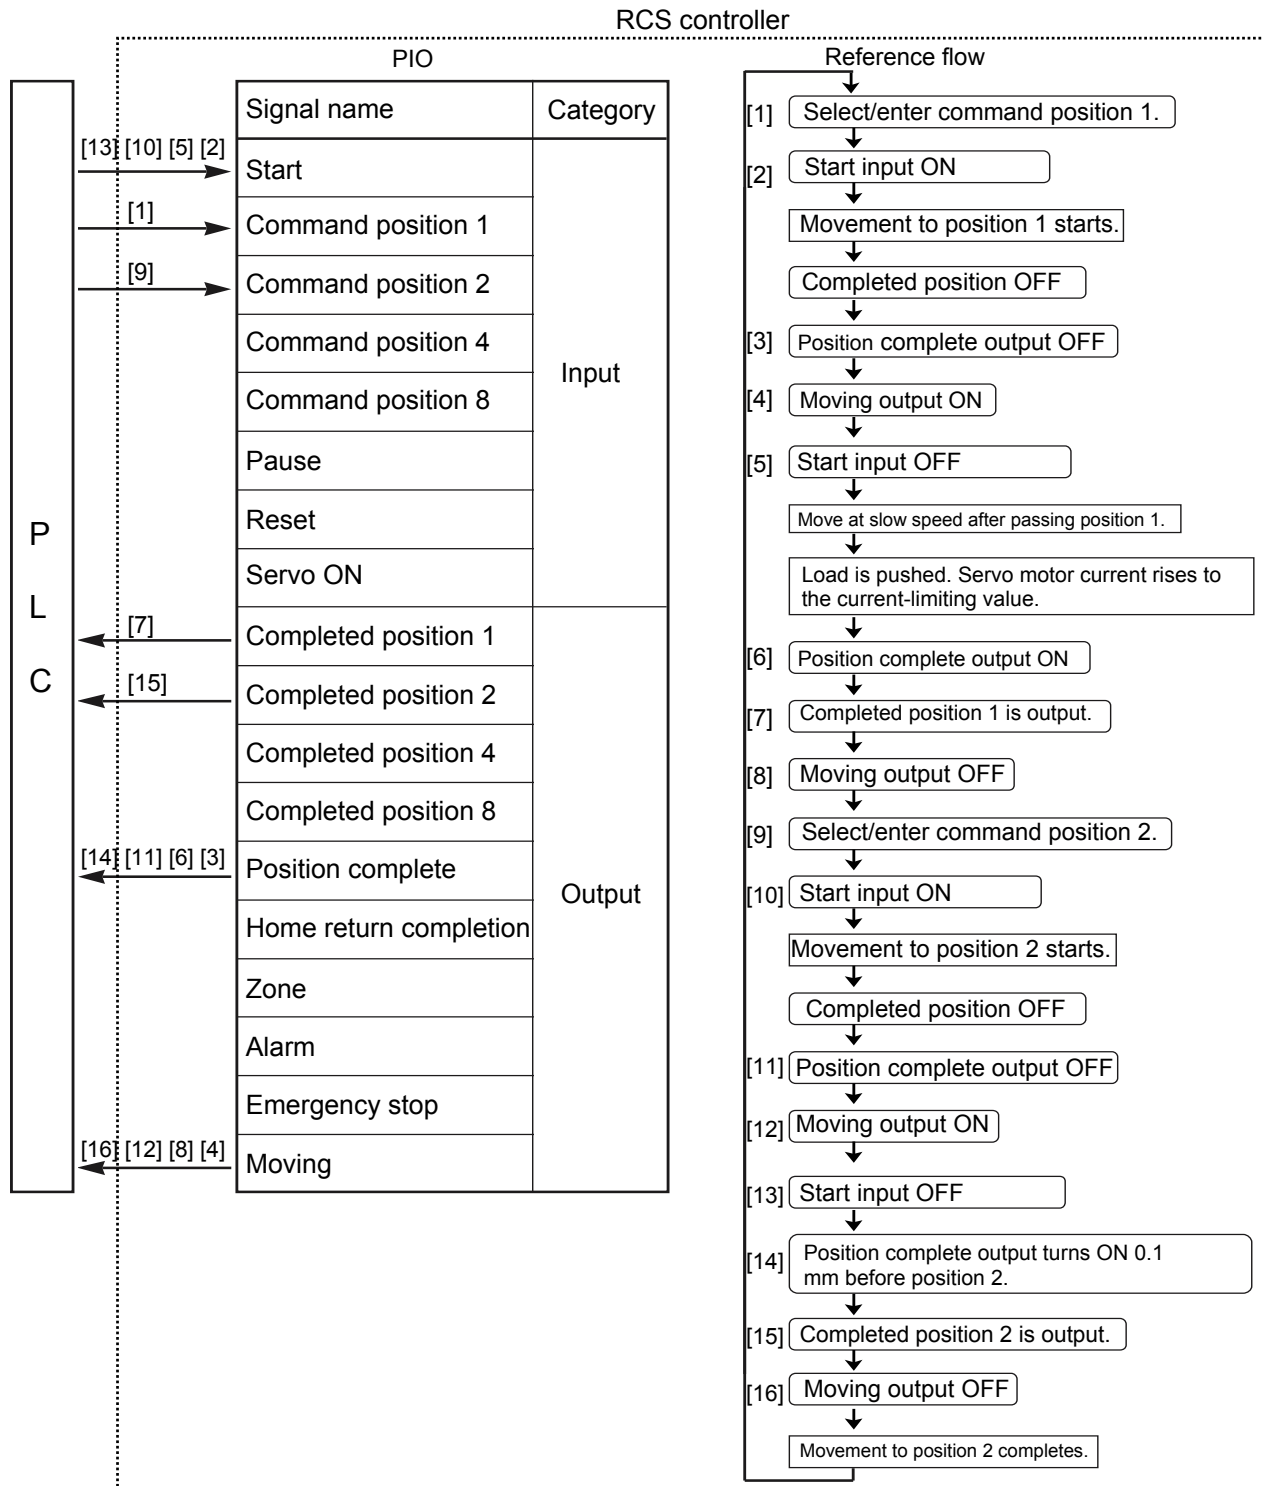 RCS controller
PIO
Signal name
Category
[13] [10] [5] [2]
Start
[1]
Command position 1
[9]
Command position 2
Command position 4
Command position 8
Input
Pause
Reset
Servo ON
P
L
C
[7]
Completed position 1
[15]
Completed position 2
Completed position 4
Completed position 8
[14] [11] [6] [3]
Position complete
Output
Home return completion
Zone
Alarm
Emergency stop
[16] [12] [8] [4]
Moving
Reference flow
[1] Select/enter command position 1.
[2] Start input ON
Movement to position 1 starts.
Completed position OFF
[3] Position complete output OFF
[4] Moving output ON
[5] Start input OFF
Move at slow speed after passing position 1.
Load is pushed. Servo motor current rises to
the current-limiting value.
[6] Position complete output ON
[7] Completed position 1 is output.
[8] Moving output OFF
[9] Select/enter command position 2.
[10] Start input ON
Movement to position 2 starts.
Completed position OFF
[11] Position complete output OFF
[12] Moving output ON
[13] Start input OFF
[14] Position complete output turns ON 0.1
mm before position 2.
[15] Completed position 2 is output.
[16] Moving output OFF
Movement to position 2 completes.